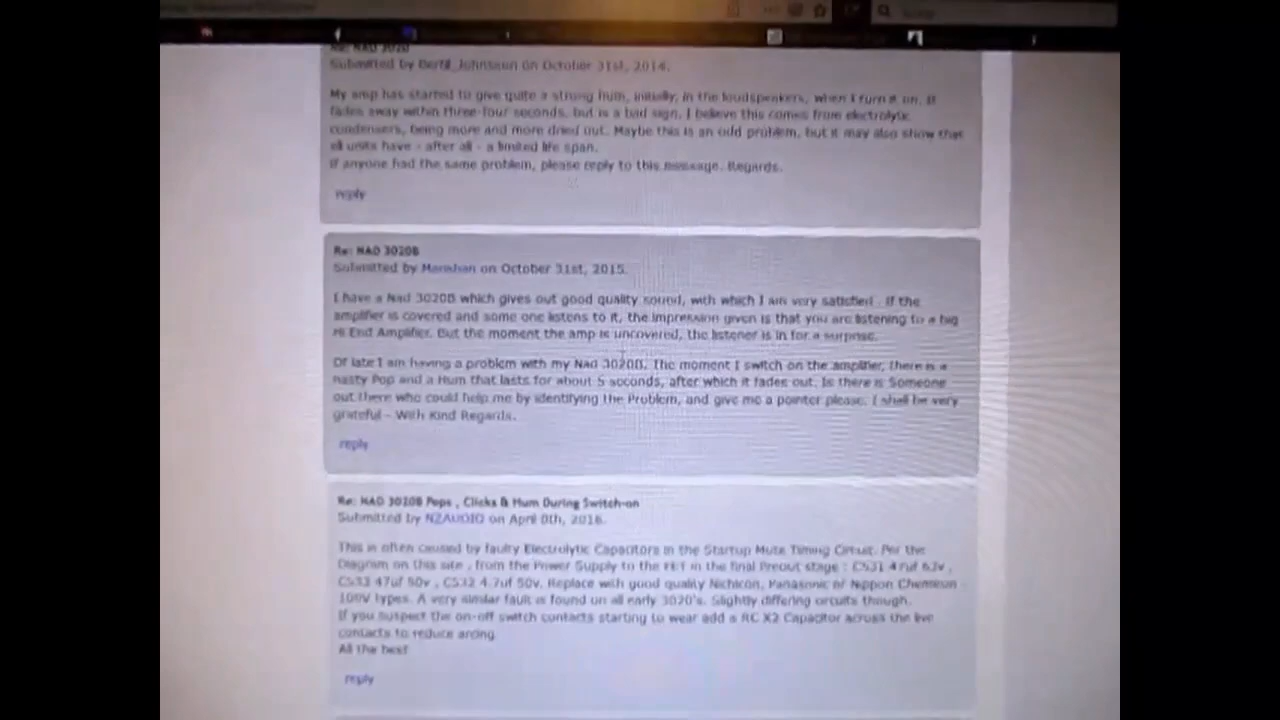 Re: NAD 3020
Submitted by Bertil_Johnsson on October 31st, 2014.
My amp has started to give quite a strong hum, initially, in the loudspeakers, when I turn it on. It
fades away within three-four seconds, but is a bad sign. I believe this comes from electrolytic
condensers, being more and more dried out. Maybe this is an odd problem, but it may also show that
all units have - after all - a limited life span.
If anyone had the same problem, please reply to this message. Regards.
reply
Re: NAD 3020B
Submitted by on October 31st, 2015.
I have a Nad 3020B which gives out good quality sound, with which I am very satisfied. If the
amplifier is covered and some one listens to it, the impression given is that you are listening to a big
Hi End Amplifier. But the moment the amp is uncovered, the listener is in for a surprise.
Of late I am having a problem with my Nad 3020B. The moment I switch on the amplifier, there is a
nasty Pop and a Hum that lasts for about 5 seconds, after which it fades out. Is there is Someone
out there who could help me by identifying the Problem, and give me a pointer please. I shall be very
grateful - With Kind Regards.
reply
Re: NAD 3020B Pops , Clicks & Hum During Switch-on
Submitted by NZAUDIO on April 8th, 2016.
This is often caused by faulty Electrolytic Capacitors in the Startup Mute Timing Circuit. Per the
Diagram on this site , from the Power Supply to the FET in the final Preout stage : C531 47uf 63v ,
C533 47uf 50v , C532 4.7uf 50v. Replace with good quality Nichicon, Panasonic or Nippon Chemicon
100V types. A very similar fault is found on all early 3020's. Slightly differing circuits though.
If you suspect the on-off switch contacts starting to wear add a RC X2 Capacitor across the live
contacts to reduce arcing.
All the best
reply